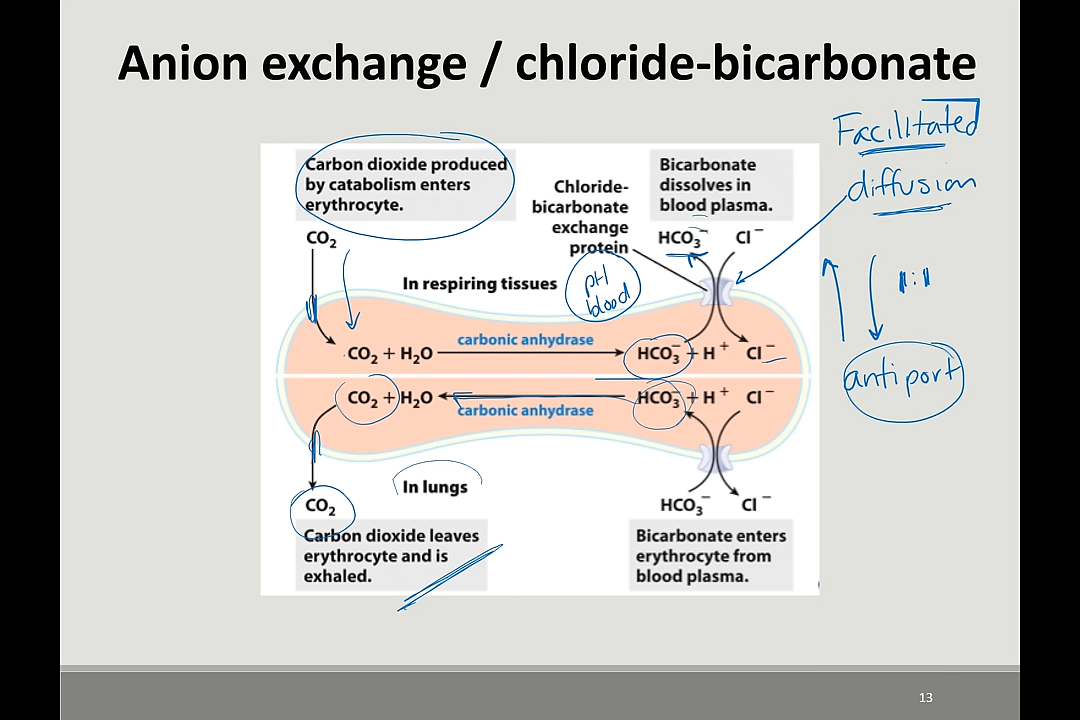 Anion exchange / chloride-bicarbonate
Facilitated
diffusion
1:1
antiport
Carbon dioxide produced
by catabolism enters
erythrocyte.
Chloride-
bicarbonate
exchange
protein
Bicarbonate
dissolves in
blood plasma.
CO₂
HCO₃⁻ Cl⁻
In respiring tissues
pH
blood
carbonic anhydrase
CO₂ + H₂O HCO₃⁻ + H⁺ Cl⁻
CO₂ + H₂O HCO₃⁻ + H⁺ Cl⁻
carbonic anhydrase
In lungs
CO₂
HCO₃⁻ Cl⁻
Carbon dioxide leaves
erythrocyte and is
exhaled.
Bicarbonate enters
erythrocyte from
blood plasma.
13